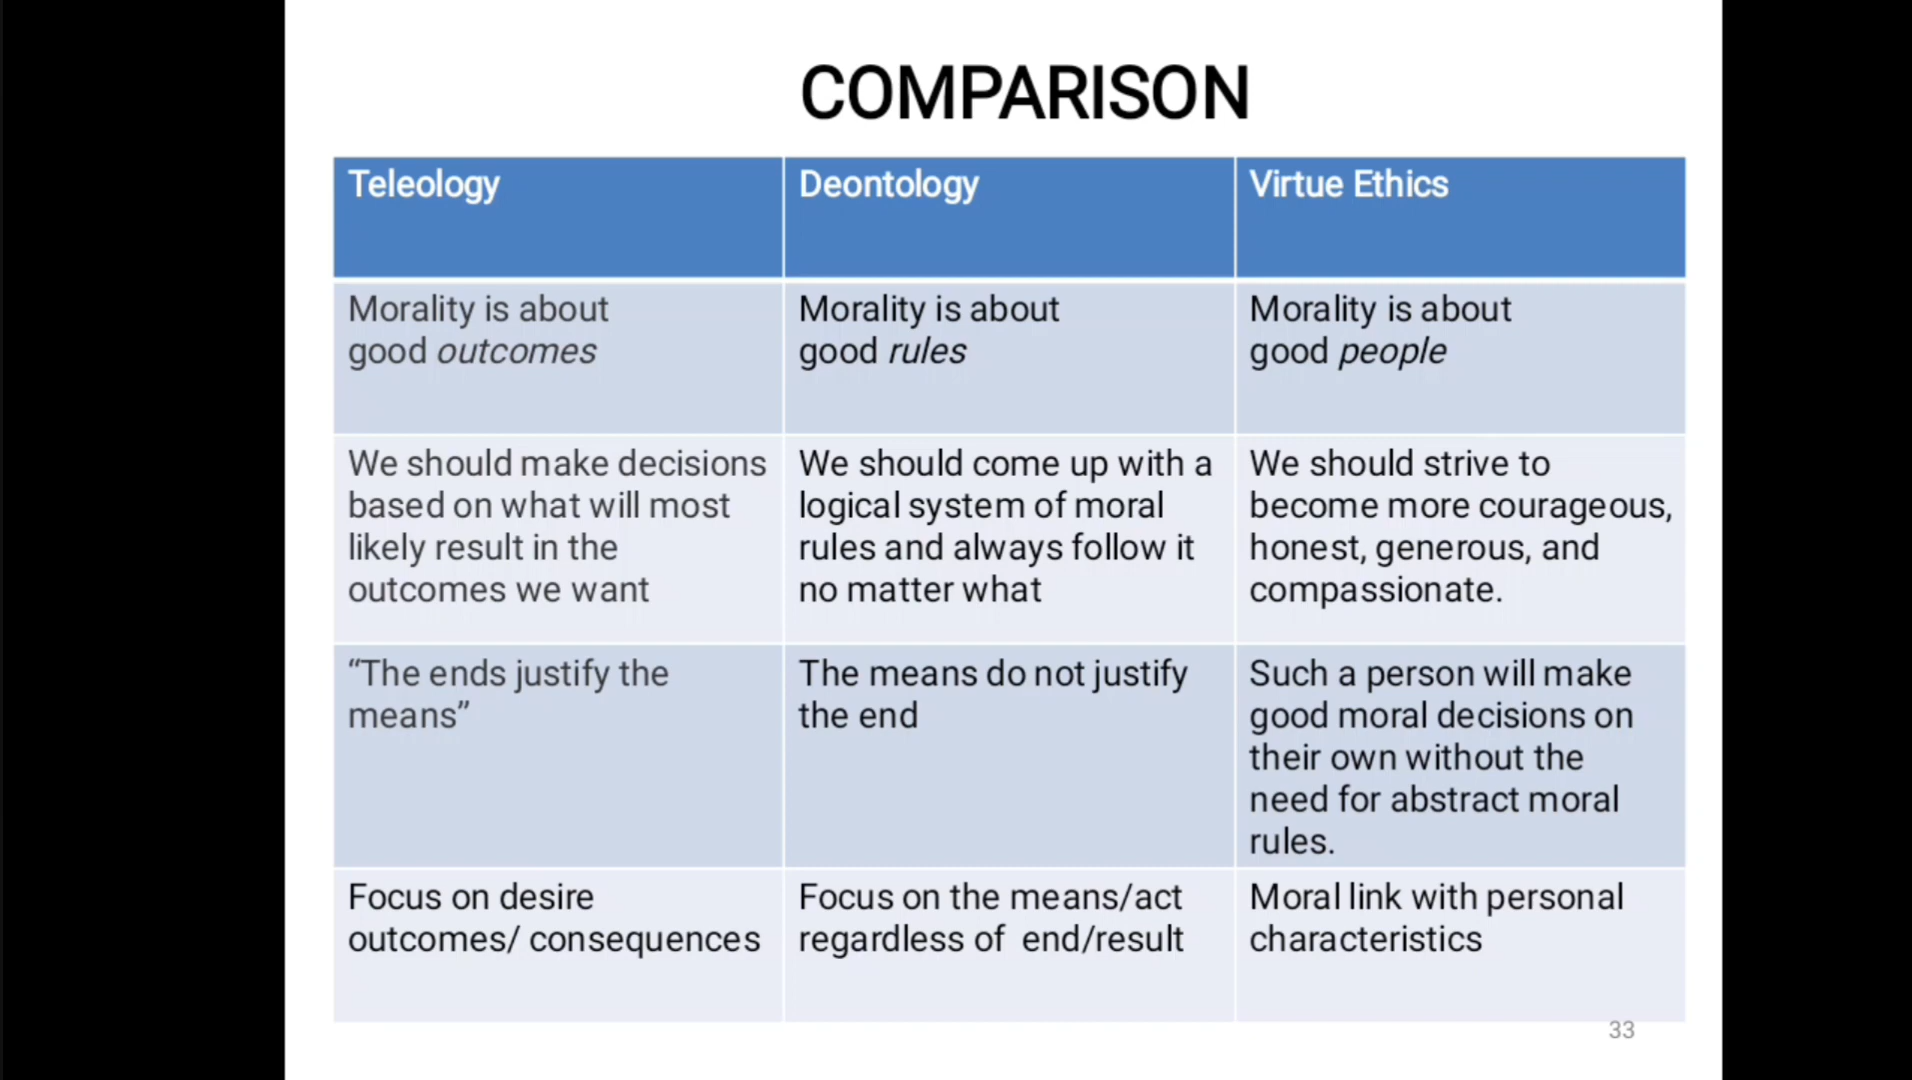 COMPARISON
Teleology
Deontology
Virtue Ethics
Morality is about
good outcomes
Morality is about
good rules
Morality is about
good people
We should make decisions
based on what will most
likely result in the
outcomes we want
We should come up with a
logical system of moral
rules and always follow it
no matter what
We should strive to
become more courageous,
honest, generous, and
compassionate.
“The ends justify the
means”
The means do not justify
the end
Such a person will make
good moral decisions on
their own without the
need for abstract moral
rules.
Focus on desire
outcomes/ consequences
Focus on the means/act
regardless of  end/result
Moral link with personal
characteristics
33